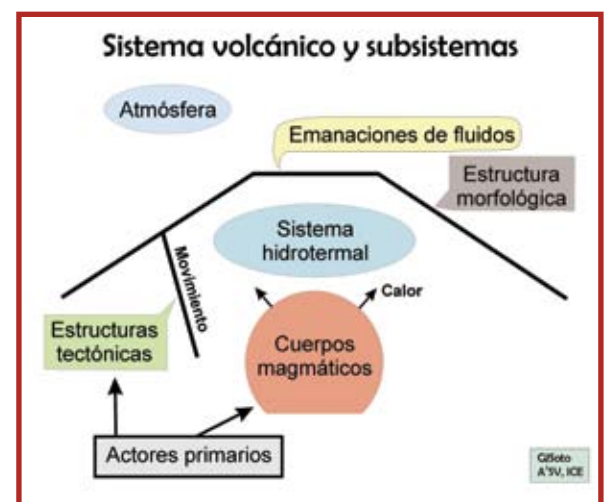 Sistema volcánico y subsistemas
Atmósfera
Emanaciones de fluidos
Estructura
morfológica
Sistema
hidrotermal
Movimiento
Calor
Estructuras
tectónicas
Cuerpos
magmáticos
Actores primarios
GJSoto
ICE